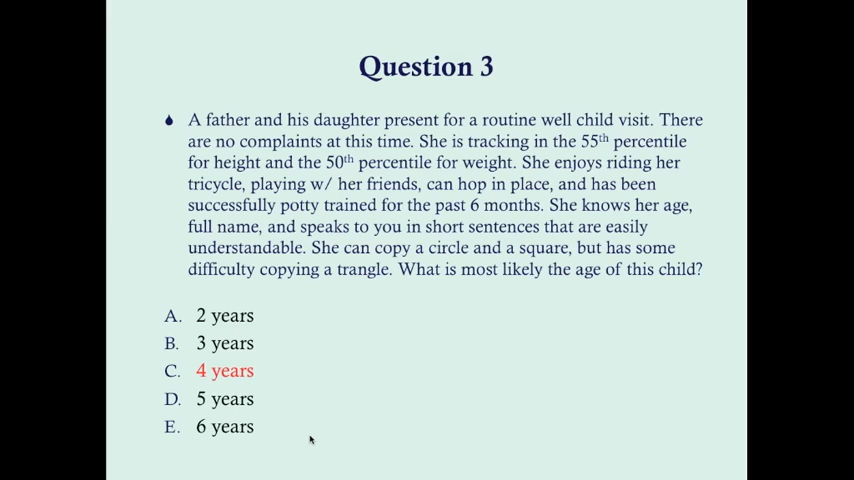 Question 3
A father and his daughter present for a routine well child visit. There
are no complaints at this time. She is tracking in the 55th percentile
for height and the 50th percentile for weight. She enjoys riding her
tricycle, playing w/ her friends, can hop in place, and has been
successfully potty trained for the past 6 months. She knows her age,
full name, and speaks to you in short sentences that are easily
understandable. She can copy a circle and a square, but has some
difficulty copying a trangle. What is most likely the age of this child?
A. 2 years
B. 3 years
C. 4 years
D. 5 years
E. 6 years